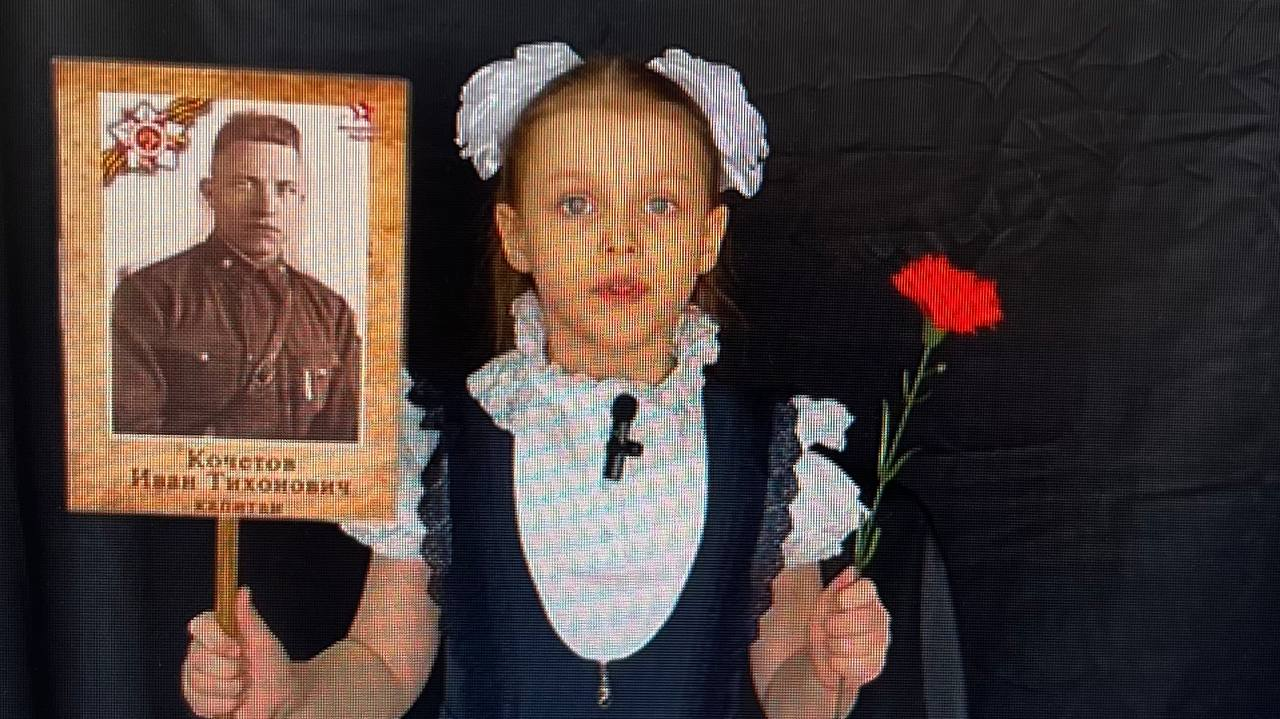 Кочетов
Иван Тихонович
капитан